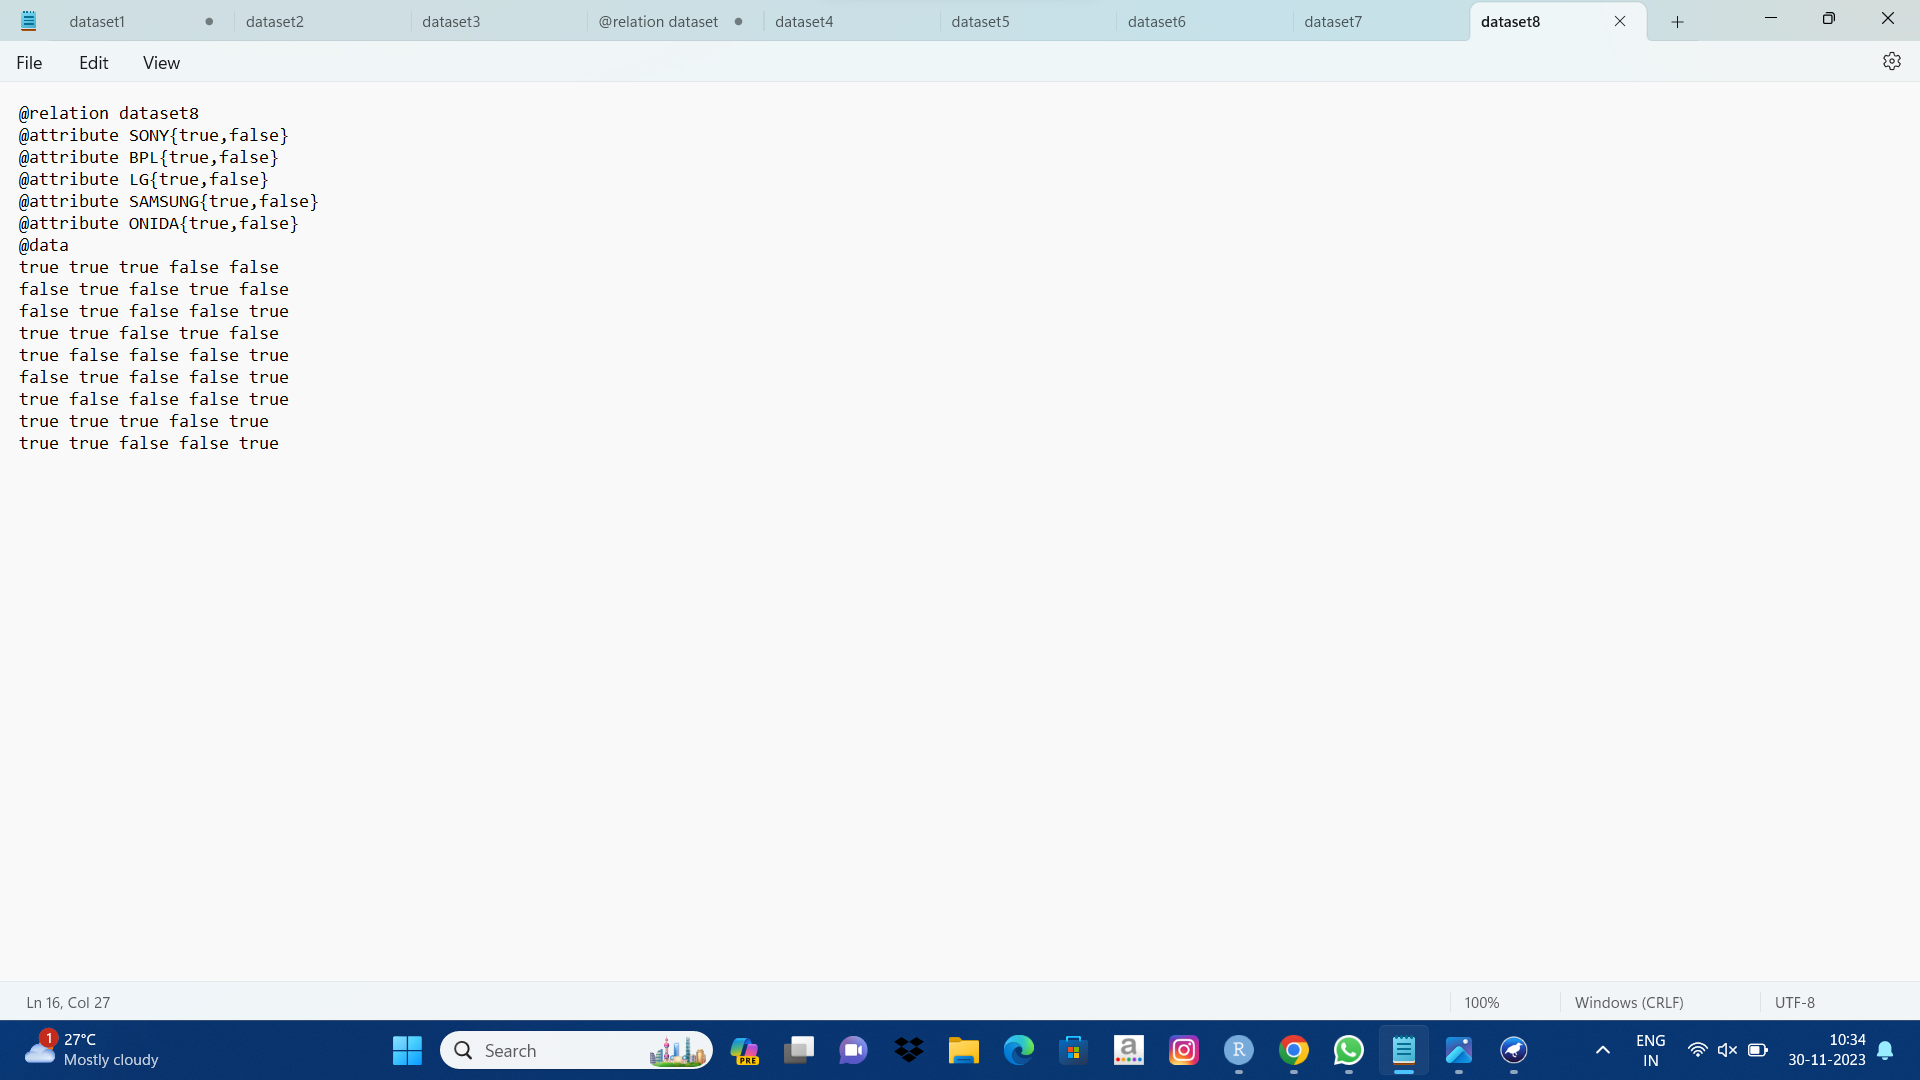 dataset1
dataset2
dataset3
@relation dataset
dataset4
dataset5
dataset6
dataset7
dataset8
File Edit View
@relation dataset8
@attribute SONY{true,false}
@attribute BPL{true,false}
@attribute LG{true,false}
@attribute SAMSUNG{true,false}
@attribute ONIDA{true,false}
@data
true true true false false
false true false true false
false true false false true
true true false true false
true false false false true
false true false false true
true false false false true
true true true false true
true true false false true
Ln 16, Col 27
100%
Windows (CRLF)
UTF-8
1
27°C
Mostly cloudy
Search
PRE
a
R
ENG
IN
10:34
30-11-2023